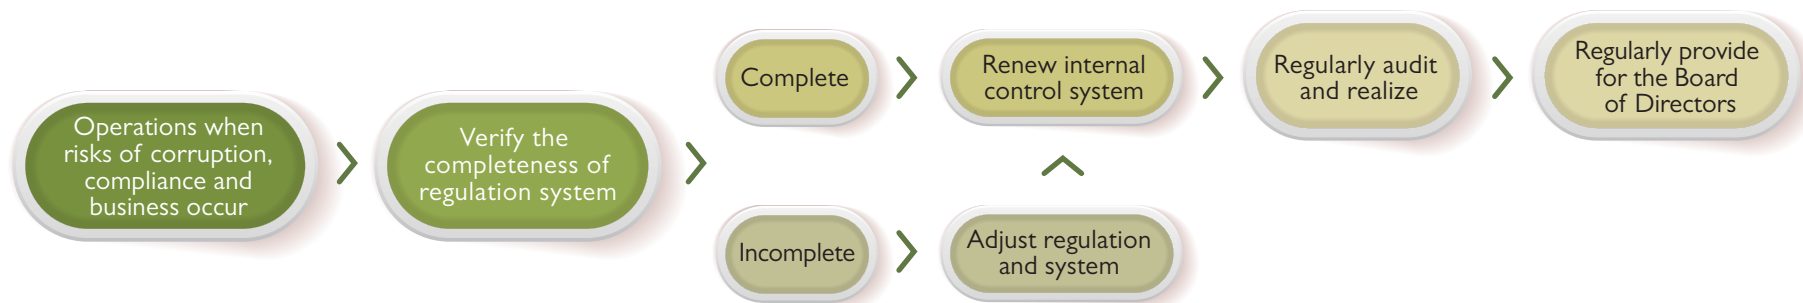 Operations when
risks of corruption,
compliance and
business occur
Verify the
completeness of
regulation system
Complete
Renew internal
control system
Regularly audit
and realize
Regularly provide
for the Board
of Directors
Incomplete
Adjust regulation
and system